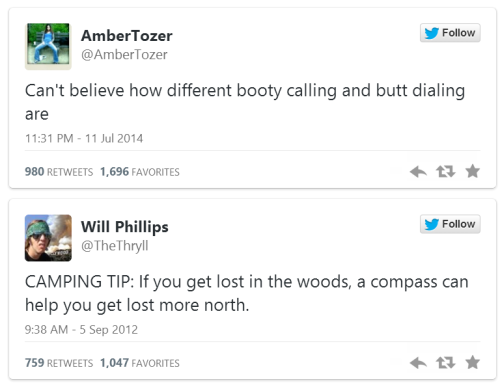 AmberTozer
@AmberTozer
Follow
Can't believe how different booty calling and butt dialing
are
11:31 PM - 11 Jul 2014
980 RETWEETS 1,696 FAVORITES
Will Phillips
@TheThryll
Follow
CAMPING TIP: If you get lost in the woods, a compass can
help you get lost more north.
9:38 AM - 5 Sep 2012
759 RETWEETS 1,047 FAVORITES